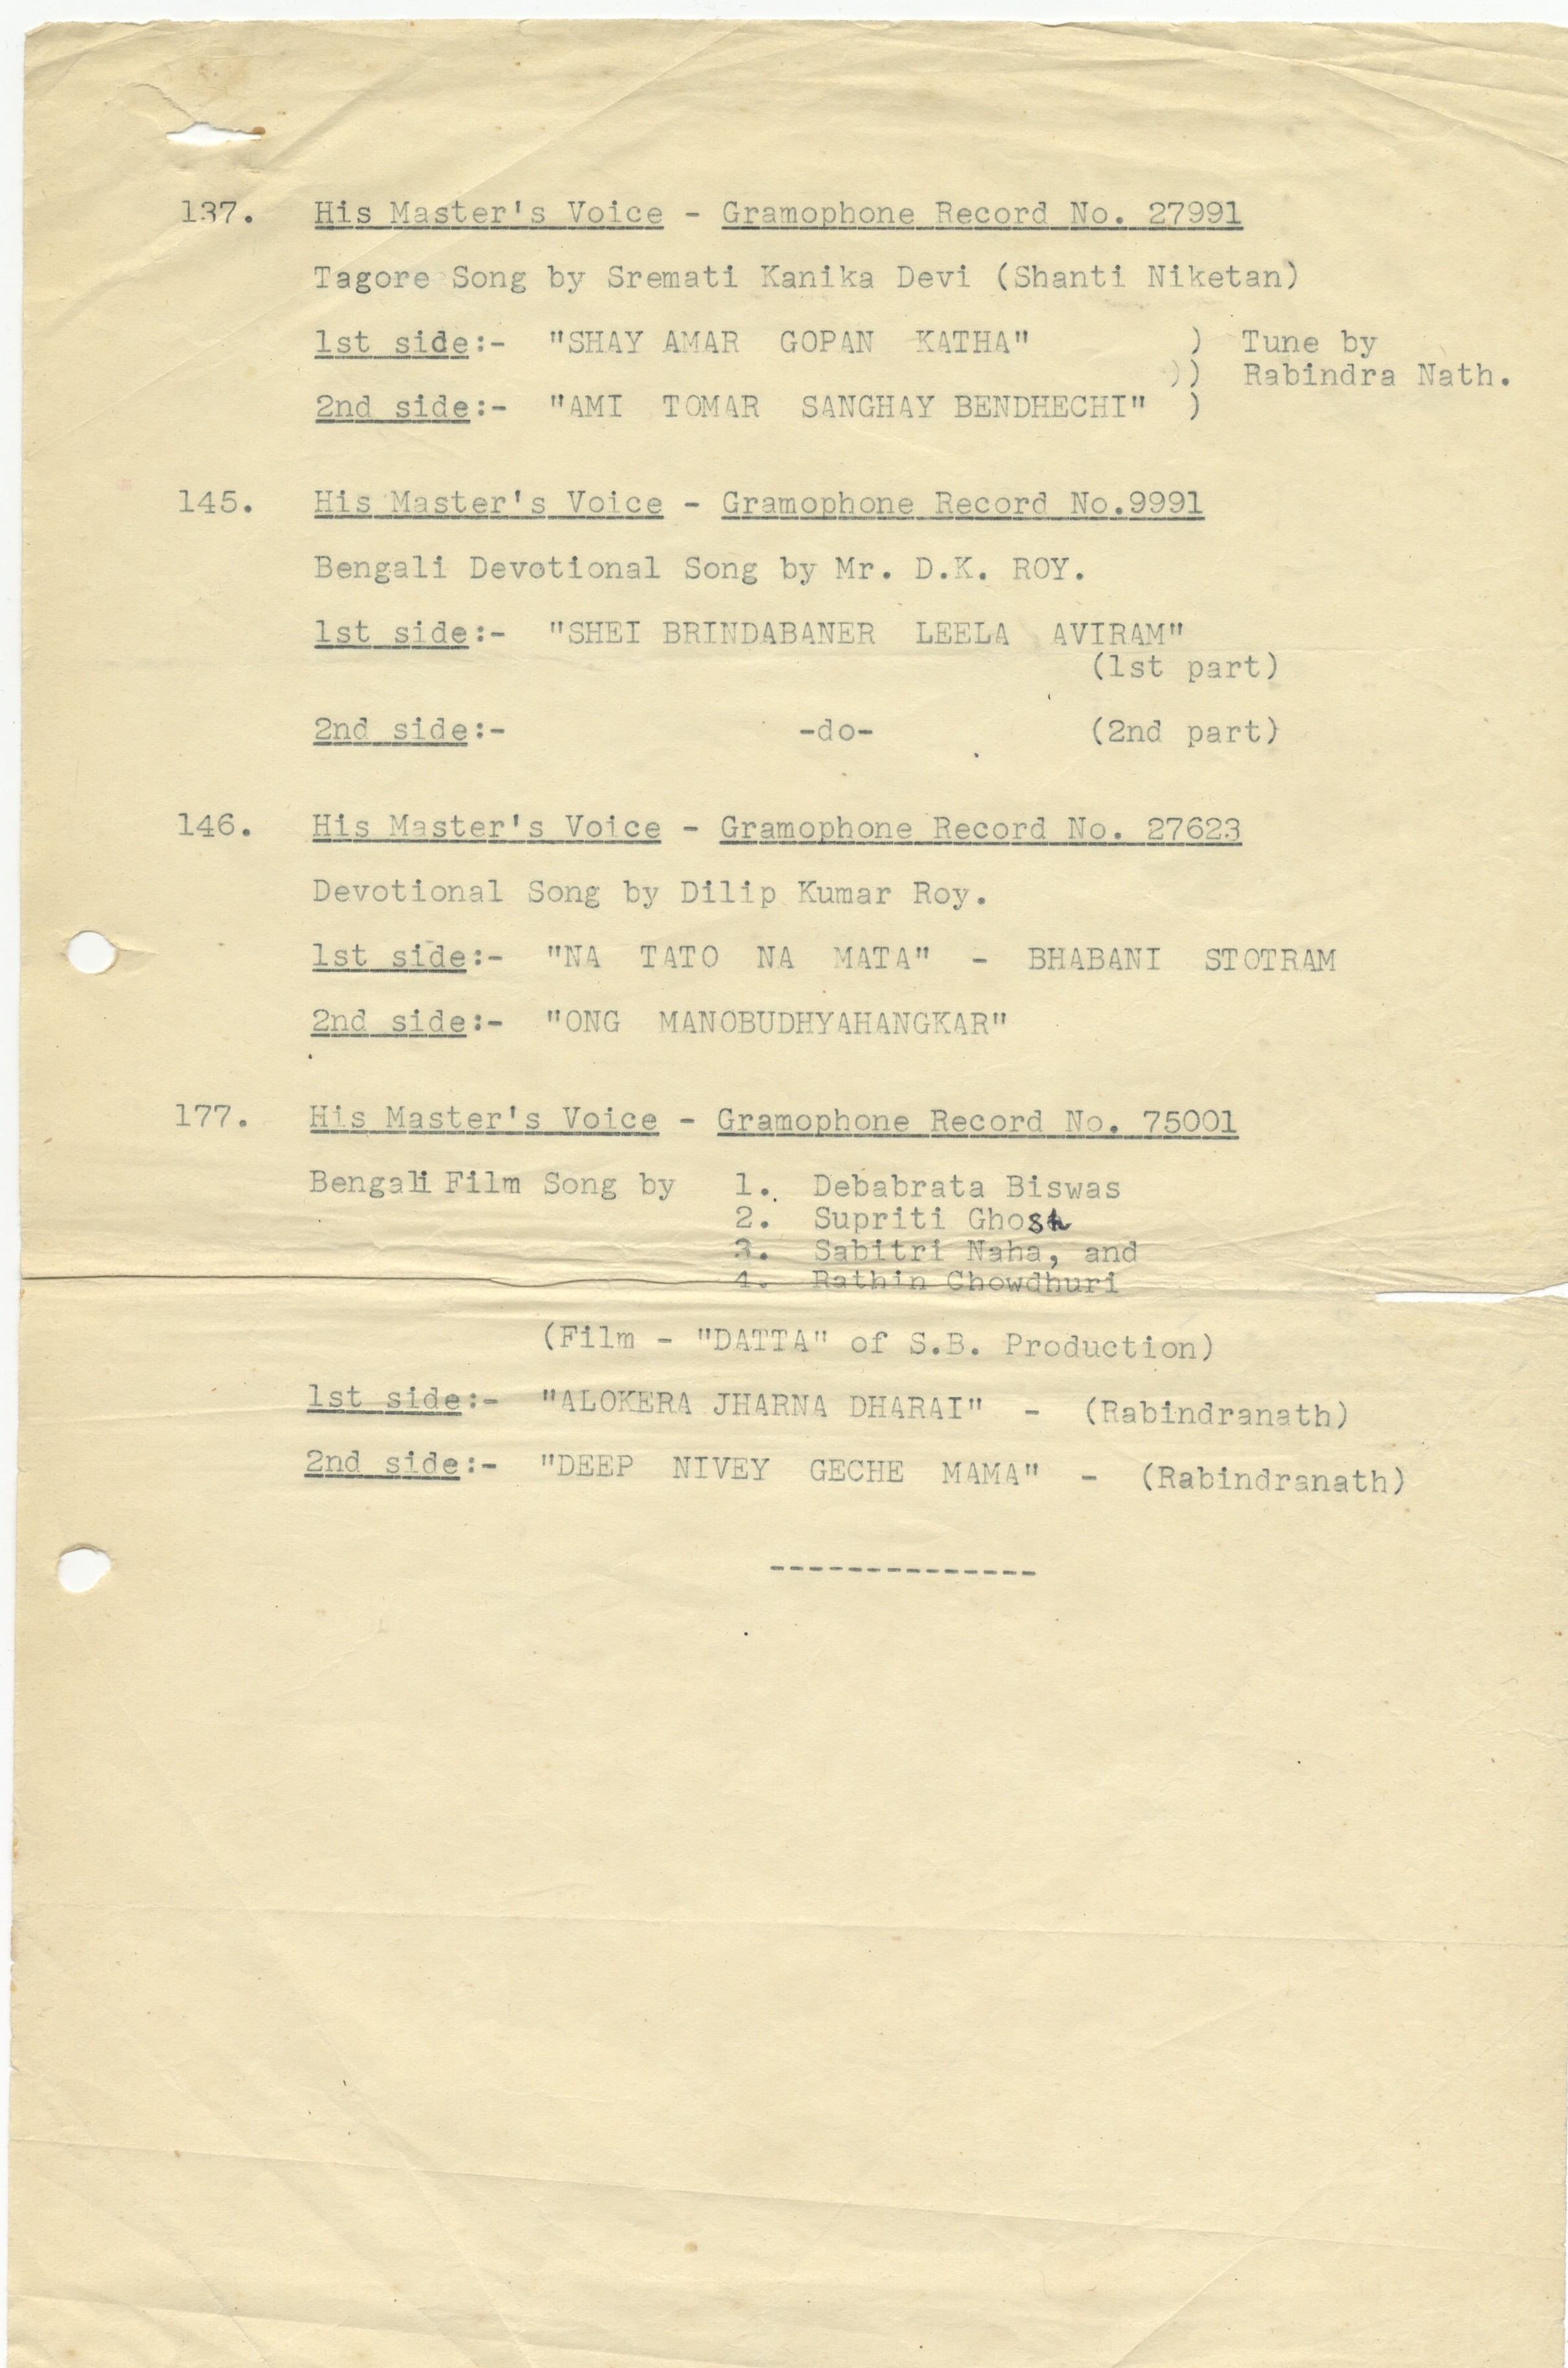 137. His Master's Voice - Gramophone Record No. 27991
Tagore Song by Sremati Kanika Devi (Shanti Niketan)
1st side:- "SHAY AMAR GOPAN KATHA" ) Tune by
)) Rabindra Nath.
2nd side:- "AMI TOMAR SANGHAY BENDHECHI" )
145. His Master's Voice - Gramophone Record No.9991
Bengali Devotional Song by Mr. D.K. ROY.
1st side:- "SHEI BRINDABANER LEELA AVIRAM"
(1st part)
2nd side:- -do- (2nd part)
146. His Master's Voice - Gramophone Record No. 27623
Devotional Song by Dilip Kumar Roy.
1st side:- "NA TATO NA MATA" - BHABANI STOTRAM
2nd side:- "ONG MANOBUDHYAHANGKAR"
177. His Master's Voice - Gramophone Record No. 75001
Bengali Film Song by 1. Debabrata Biswas
2. Supriti Ghosh
3. Sabitri Naha, and
4. Rathin Chowdhuri
(Film - "DATTA" of S.B. Production)
1st side:- "ALOKERA JHARNA DHARAI" - (Rabindranath)
2nd side:- "DEEP NIVEY GECHE MAMA" - (Rabindranath)
--------------